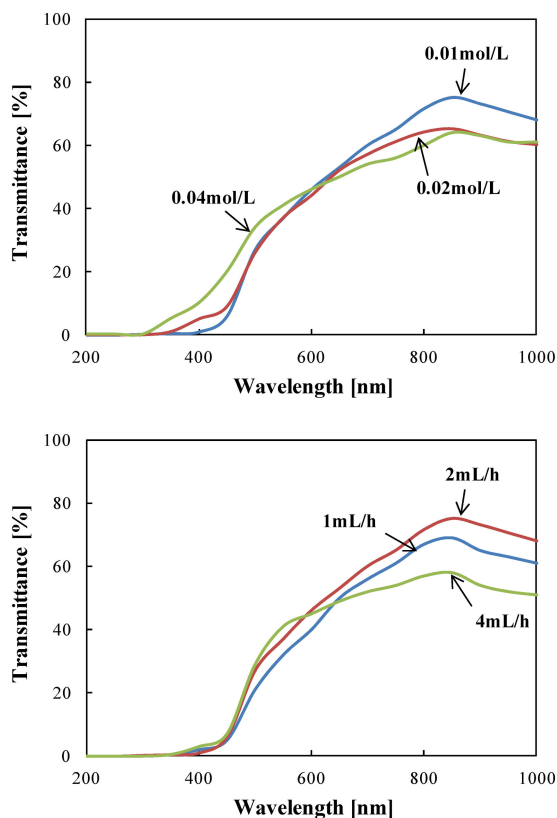 100
80
60
40
20
0
Transmittance [%]
0.01mol/L
0.04mol/L
0.02mol/L
200 400 600 800 1000
Wavelength [nm]
100
80
60
40
20
0
Transmittance [%]
2mL/h
1mL/h
4mL/h
200 400 600 800 1000
Wavelength [nm]